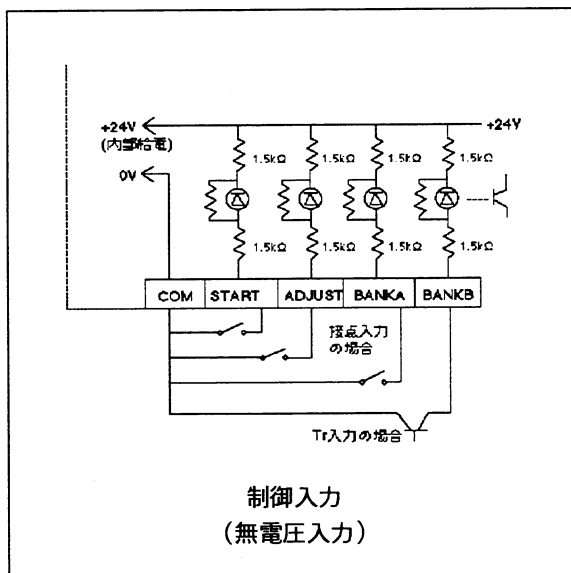 +24V
(内部給電)
+24V
0V
1.5kΩ 1.5kΩ 1.5kΩ 1.5kΩ
1.5kΩ 1.5kΩ 1.5kΩ 1.5kΩ
COM START ADJUST BANKA BANKB
接点入力
の場合
Tr入力の場合
制御入力
(無電圧入力)